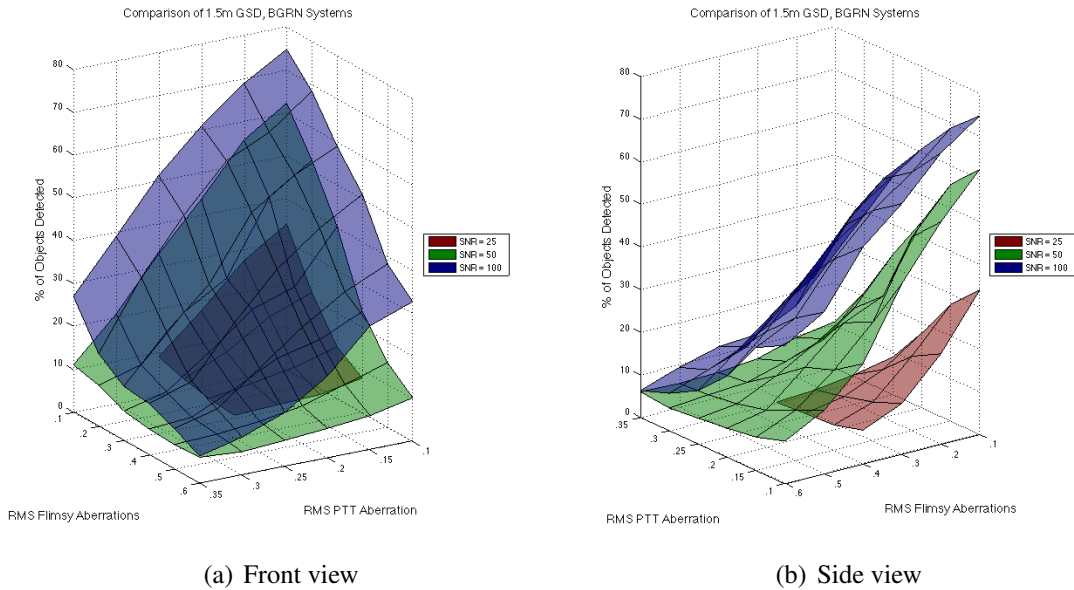 Comparison of 1.5m GSD, BGRN Systems
80
70
60
50
40
30
20
10
0
% of Objects Detected
.1
.2
.3
.4
.5
.6
RMS Flimsy Aberrations
.35
.3
.25
.2
.15
.1
RMS PTT Aberration
SNR = 25
SNR = 50
SNR = 100
(a) Front view
Comparison of 1.5m GSD, BGRN Systems
80
70
60
50
40
30
20
10
0
% of Objects Detected
.35
.3
.25
.2
.15
.1
RMS PTT Aberration
.6
.5
.4
.3
.2
.1
RMS Flimsy Aberrations
SNR = 25
SNR = 50
SNR = 100
(b) Side view